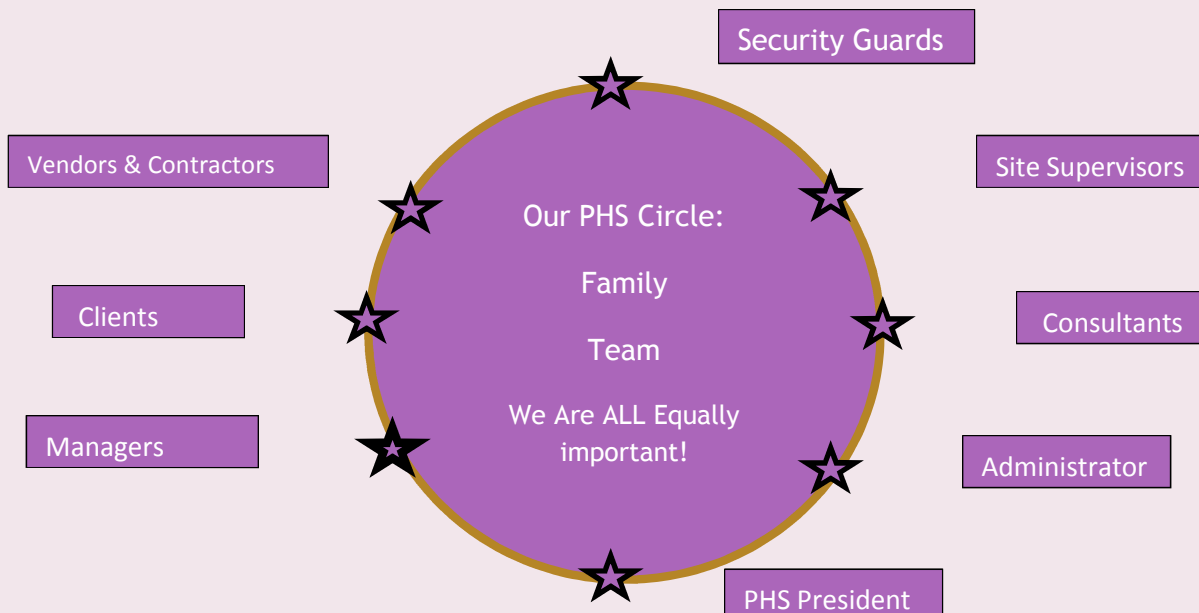 Security Guards
Vendors & Contractors
Site Supervisors
Our PHS Circle:
Family
Team
We Are ALL Equally
important!
Clients
Consultants
Managers
Administrator
PHS President